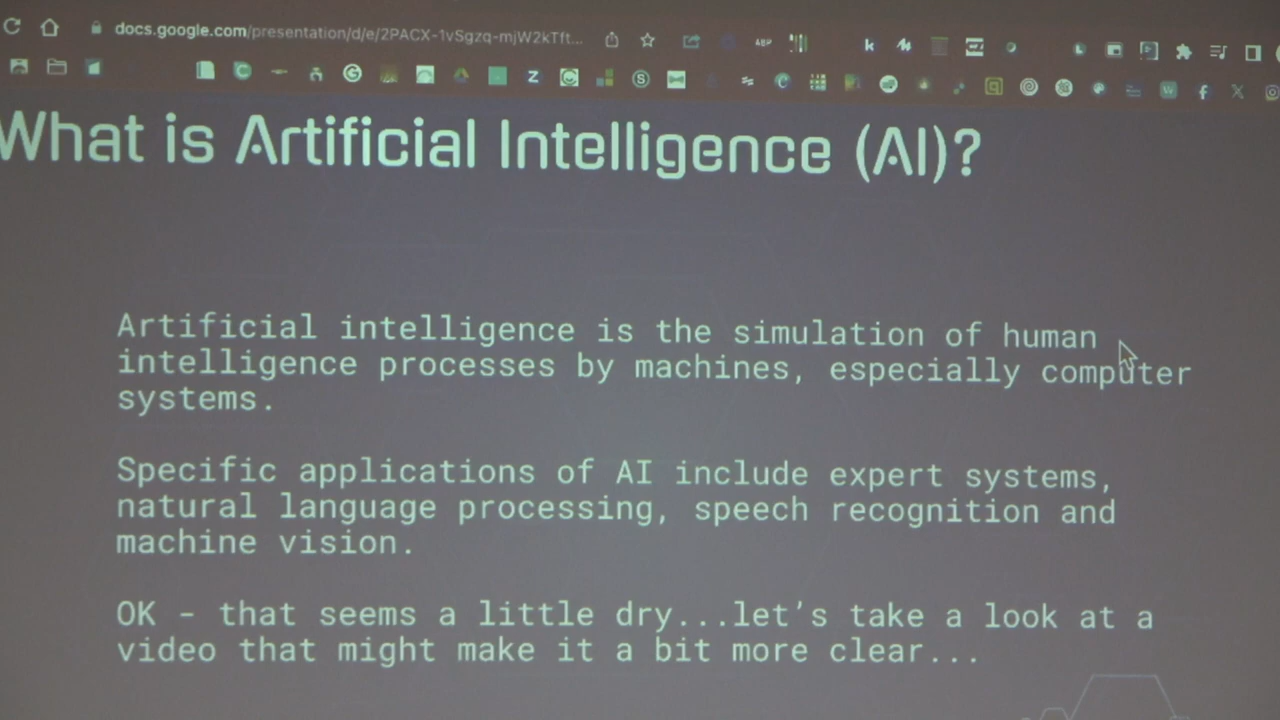 docs.google.com/presentation/d/e/2PACX-1vSgzq-mjW2kTft...
What is Artificial Intelligence (AI)?
Artificial intelligence is the simulation of human
intelligence processes by machines, especially computer
systems.
Specific applications of AI include expert systems,
natural language processing, speech recognition and
machine vision.
OK - that seems a little dry...let's take a look at a
video that might make it a bit more clear...